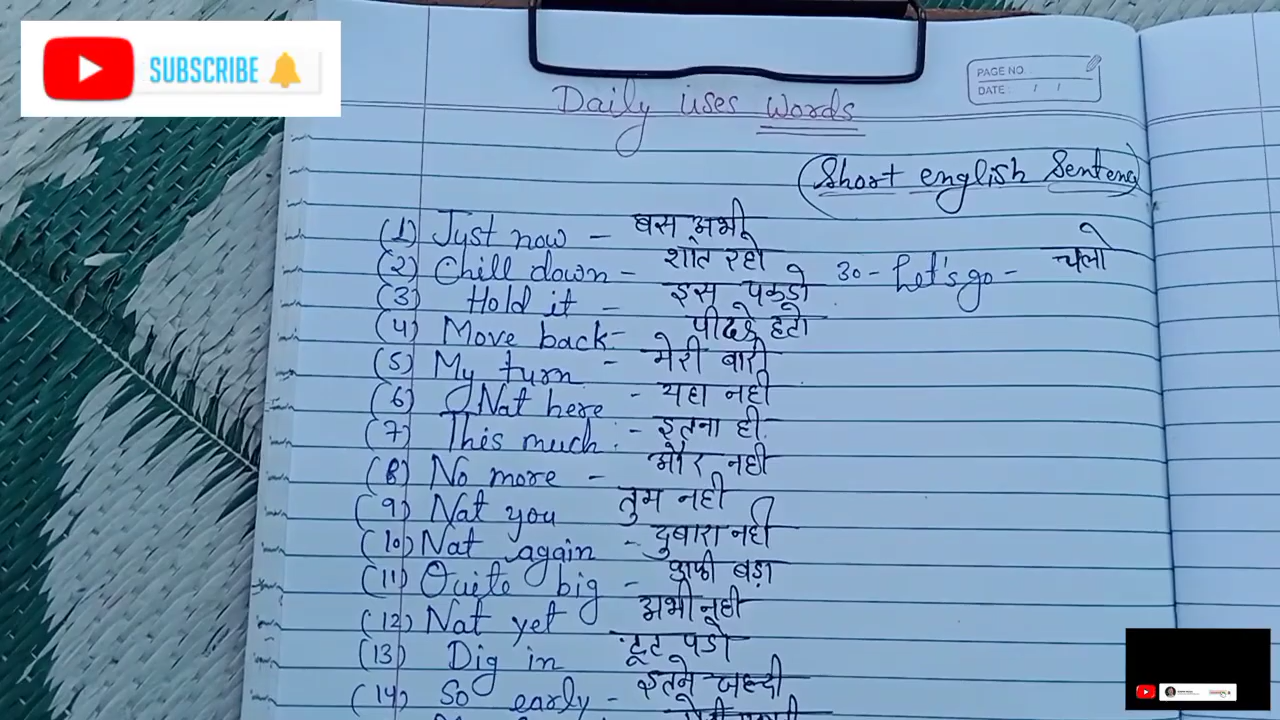 SUBSCRIBE
PAGE NO.
DATE : / /
Daily uses words
Short english Sentence
(1) Just now – बस अभी
(2) Chill down – शांत रहो
30 – Let's go – चलो
(3) Hold it – इस पकड़ो
(4) Move back – पीछे हटो
(5) My turn – मेरी बारी
(6) Nat here – यहा नही
(7) This much :- इतना ही
(8) No more – और नही
(9) Nat you तुम नही
(10) Nat again – दुबारा नही
(11) Quite big – काफी बड़ा
(12) Nat yet अभी नही
(13) Dig in टूट पडो
(14) So early – इतने जल्दी